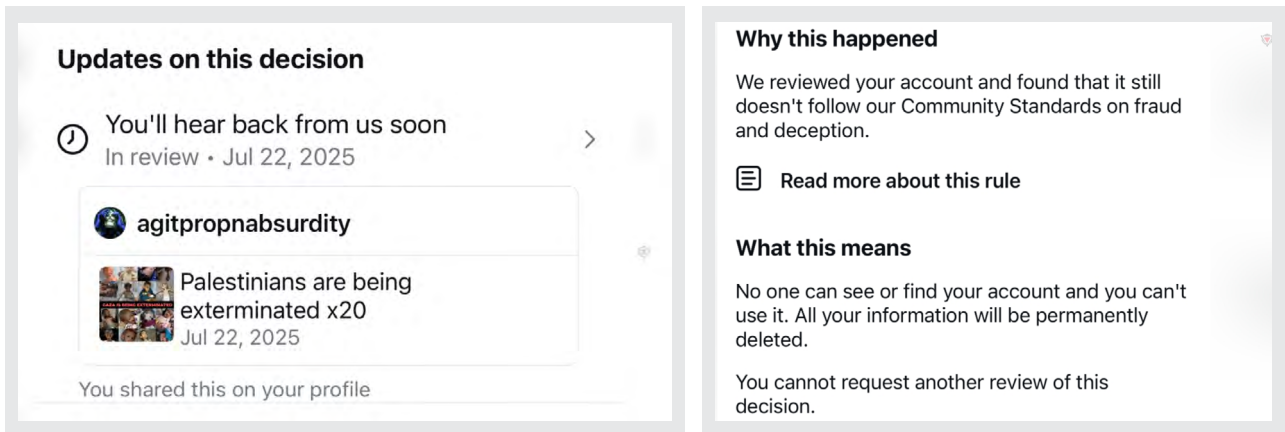 Updates on this decision
You'll hear back from us soon
In review • Jul 22, 2025
agitpropnabsurdity
GAZA IS BEING EXTERMINATED
Palestinians are being
exterminated x20
Jul 22, 2025
You shared this on your profile
Why this happened
We reviewed your account and found that it still
doesn't follow our Community Standards on fraud
and deception.
Read more about this rule
What this means
No one can see or find your account and you can't
use it. All your information will be permanently
deleted.
You cannot request another review of this
decision.